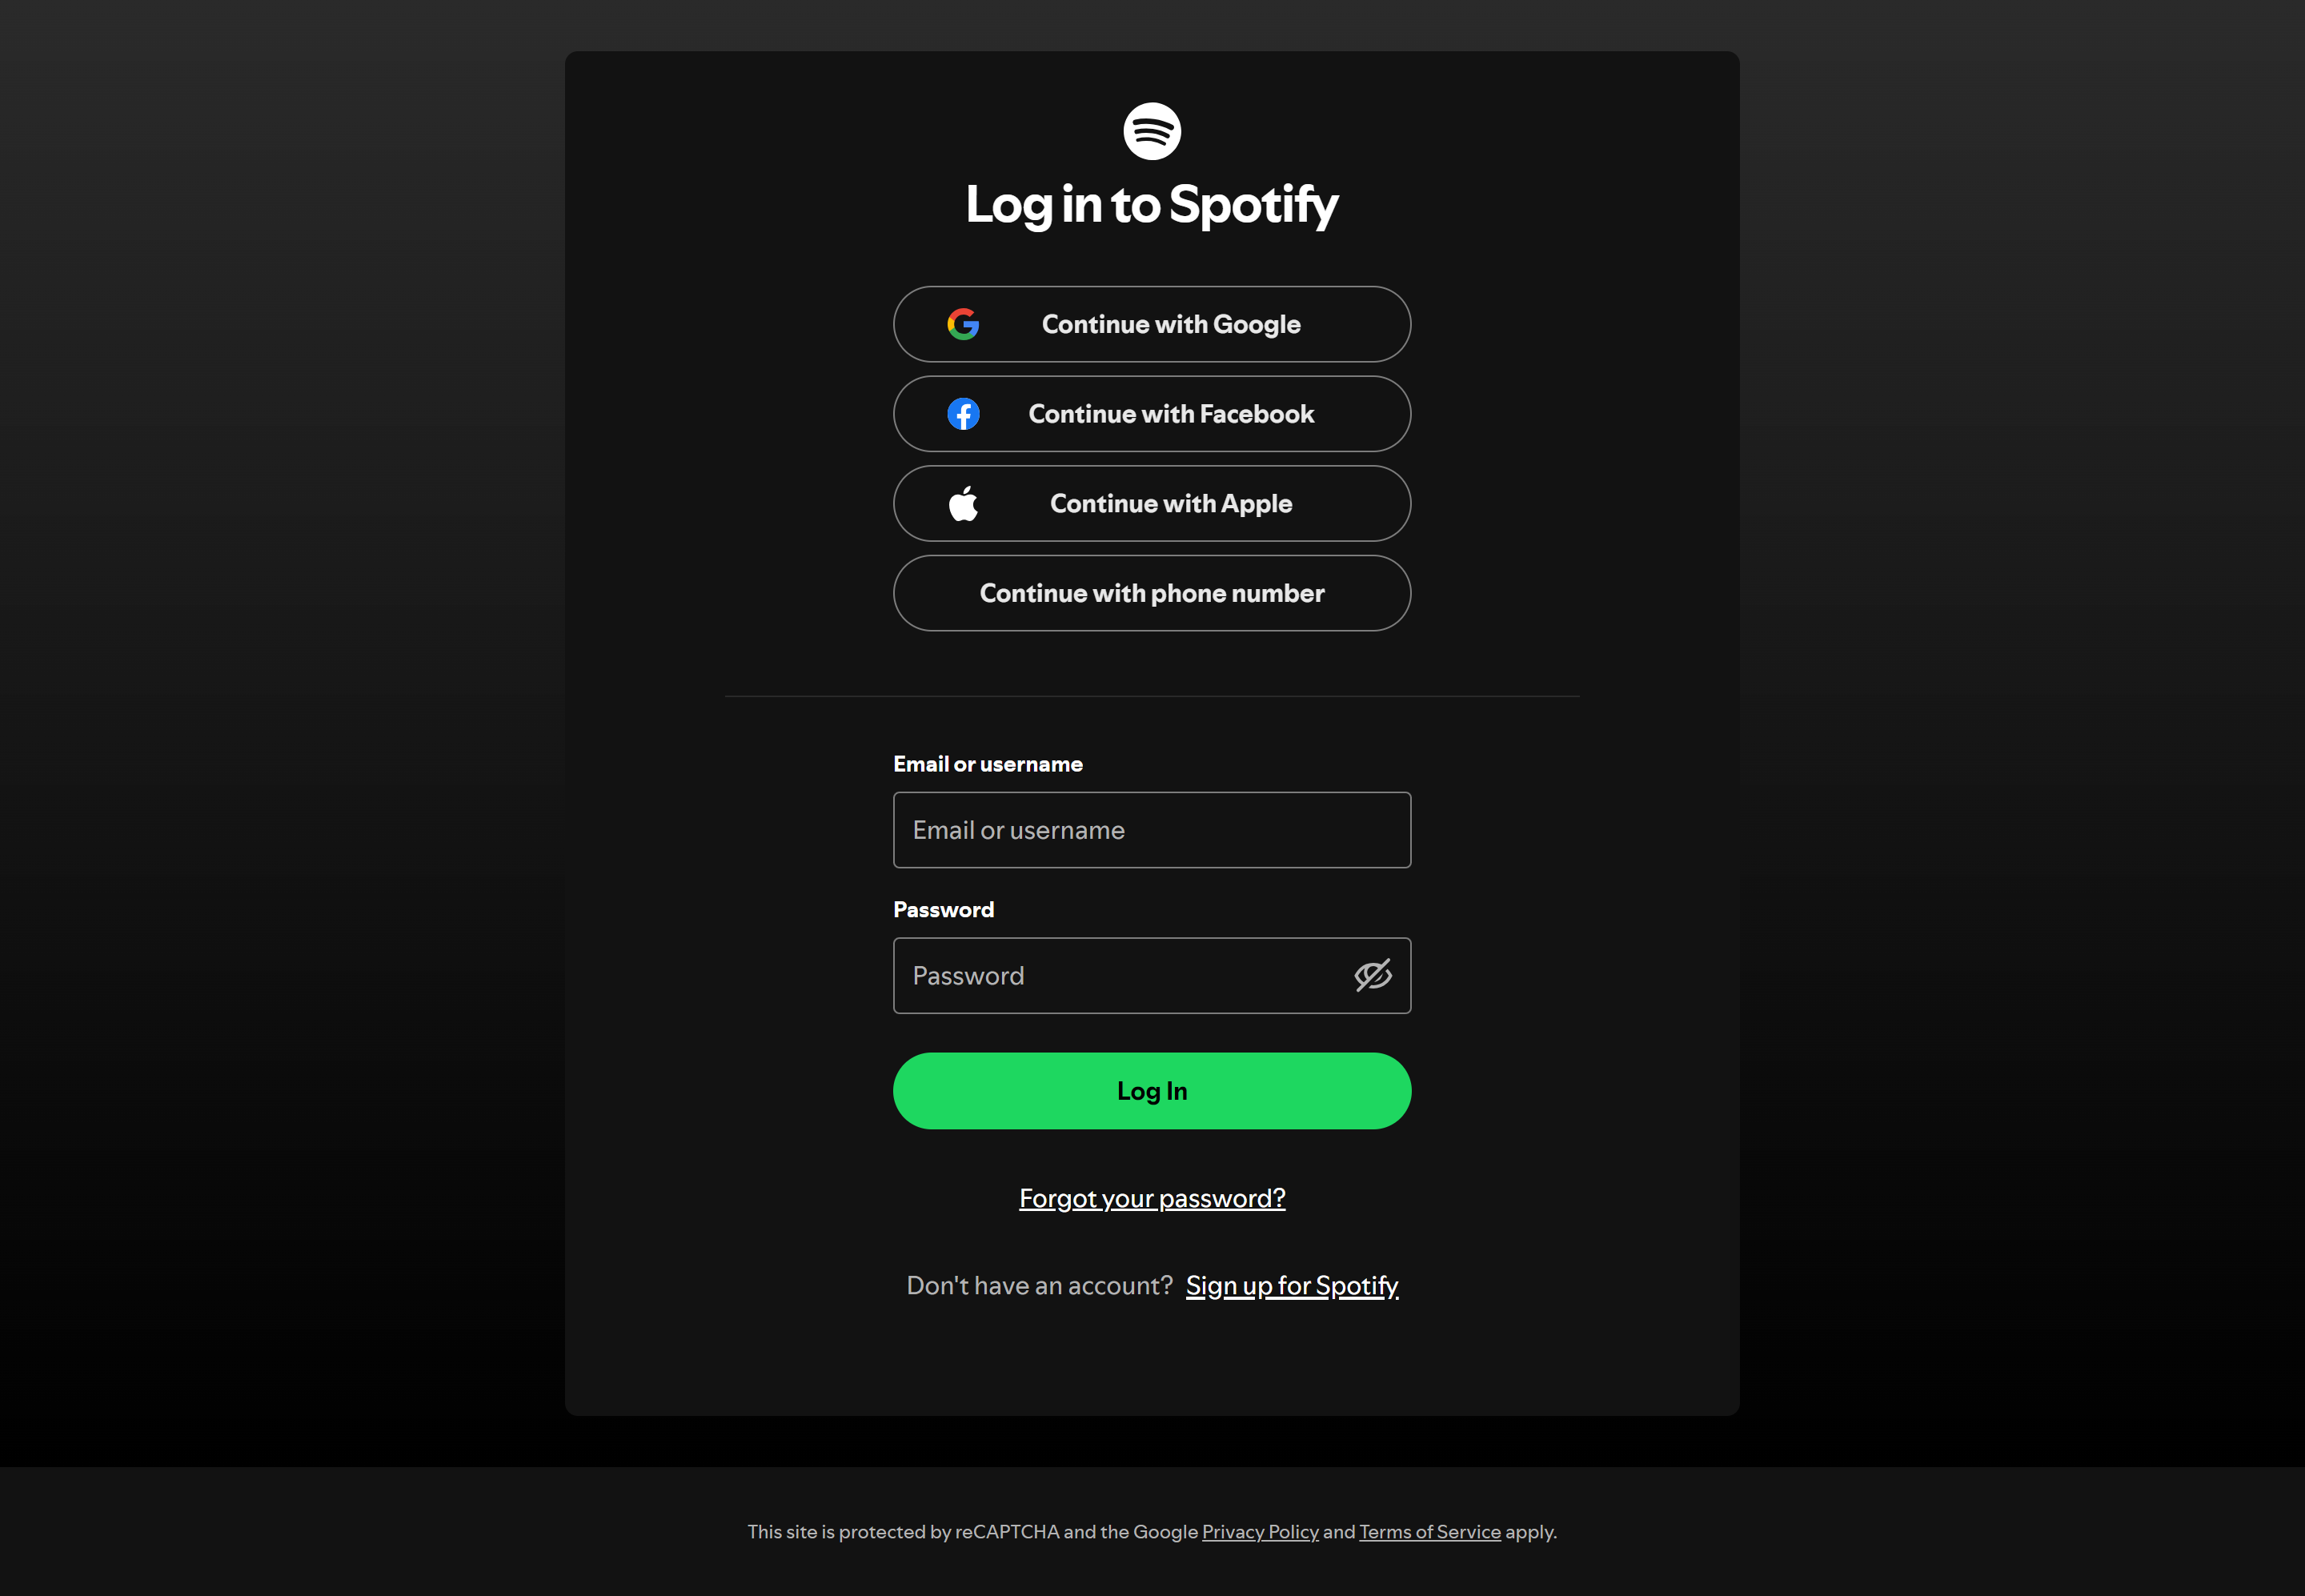 Log in to Spotify
Continue with Google
Continue with Facebook
Continue with Apple
Continue with phone number
Email or username
Email or username
Password
Password
Log In
Forgot your password?
Don't have an account? Sign up for Spotify
This site is protected by reCAPTCHA and the Google Privacy Policy and Terms of Service apply.